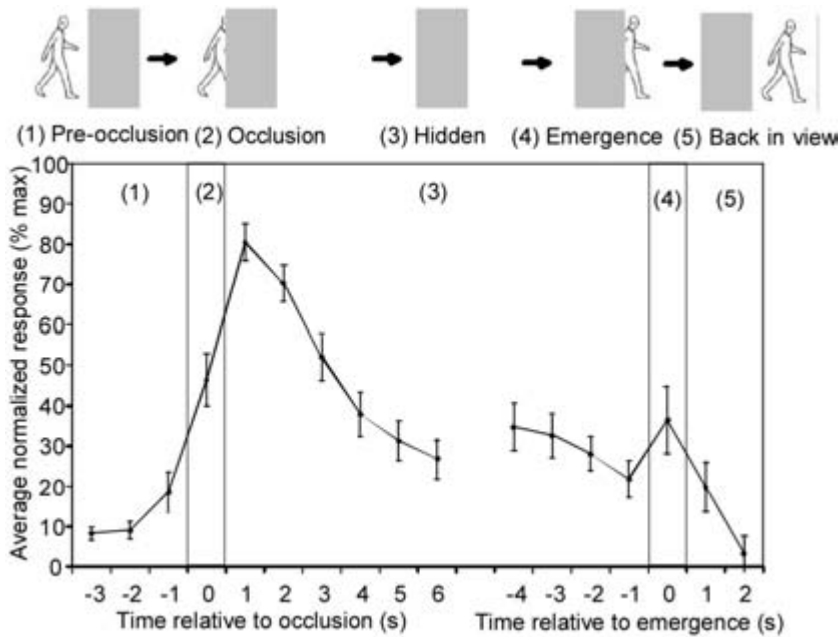 (1) Pre-occlusion (2) Occlusion (3) Hidden (4) Emergence (5) Back in view
Average normalized response (% max)
100
90
80
70
60
50
40
30
20
10
0
(1) (2) (3) (4) (5)
-3 -2 -1 0 1 2 3 4 5 6 -4 -3 -2 -1 0 1 2
Time relative to occlusion (s) Time relative to emergence (s)